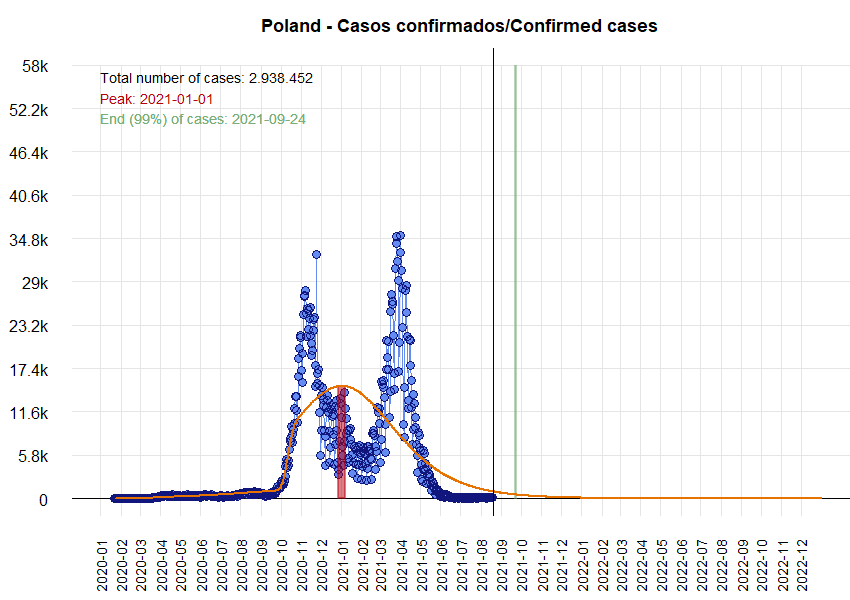 Poland - Casos confirmados/Confirmed cases
58k
52.2k
46.4k
40.6k
34.8k
29k
23.2k
17.4k
11.6k
5.8k
0
Total number of cases: 2.938.452
Peak: 2021-01-01
End (99%) of cases: 2021-09-24
2020-01
2020-02
2020-03
2020-04
2020-05
2020-06
2020-07
2020-08
2020-09
2020-10
2020-11
2020-12
2021-01
2021-02
2021-03
2021-04
2021-05
2021-06
2021-07
2021-08
2021-09
2021-10
2021-11
2021-12
2022-01
2022-02
2022-03
2022-04
2022-05
2022-06
2022-07
2022-08
2022-09
2022-10
2022-11
2022-12